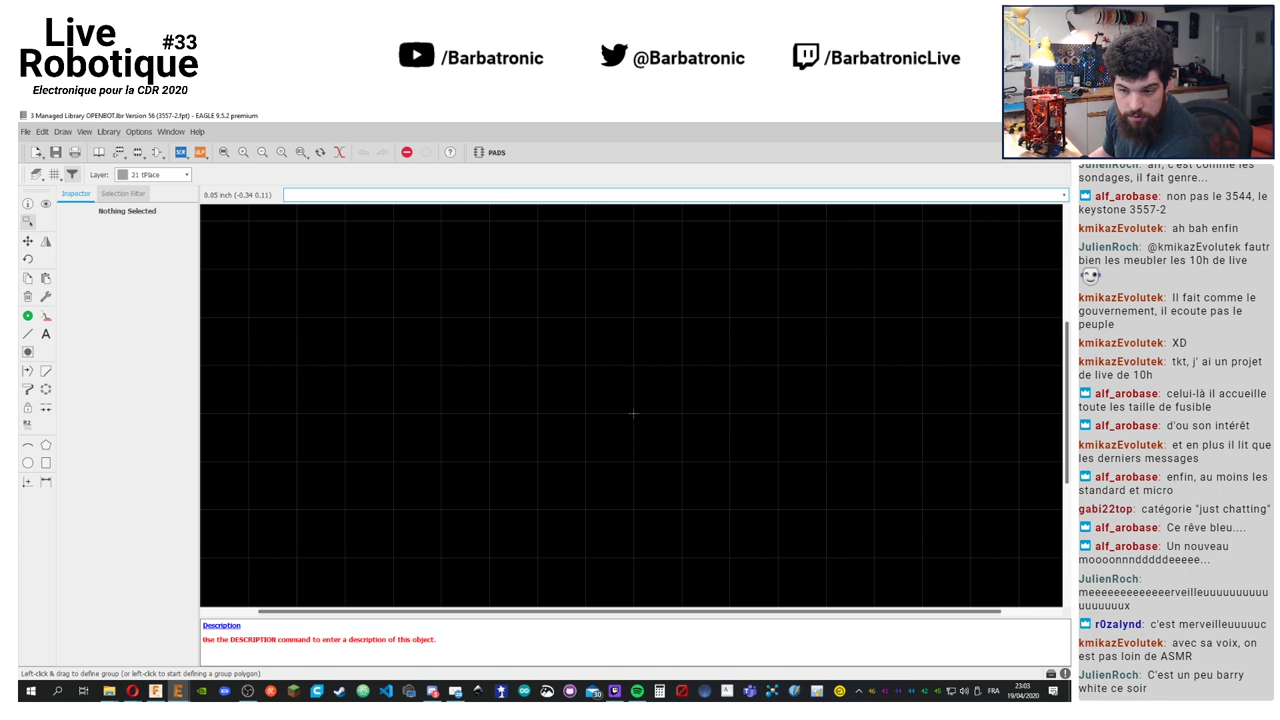 Live
Robotique #33
Electronique pour la CDR 2020
/Barbatronic @Barbatronic /BarbatronicLive
3 Managed Library OPENBOT.lbr Version 56 (3557-2.fpt) - EAGLE 9.5.2 premium
File Edit Draw View Library Options Window Help
SCR ULP PADS
Layer: 21 tPlace
Inspector Selection Filter
0.05 inch (-0.34 0.11)
Nothing Selected
Description
Use the DESCRIPTION command to enter a description of this object.
Left-click & drag to define group (or left-click to start defining a group polygon)
FRA
23:03
19/04/2020
JulienRoch: ah, c'est comme les
sondages, il fait genre...
alf_arobase: non pas le 3544, le
keystone 3557-2
kmikazEvolutek: ah bah enfin
JulienRoch: @kmikazEvolutek fautr
bien les meubler les 10h de live
kmikazEvolutek: Il fait comme le
gouvernement, il ecoute pas le
peuple
kmikazEvolutek: XD
kmikazEvolutek: tkt, j' ai un projet
de live de 10h
alf_arobase: celui-là il accueille
toute les taille de fusible
alf_arobase: d'ou son intérêt
kmikazEvolutek: et en plus il lit que
les derniers messages
alf_arobase: enfin, au moins les
standard et micro
gabi22top: catégorie "just chatting"
alf_arobase: Ce rêve bleu....
alf_arobase: Un nouveau
moooonnndddddeeeee...
JulienRoch:
meeeeeeeeeeeeerveilleuuuuuuuuuu
uuuuuuuux
r0zalynd: c'est merveilleuuuuuc
kmikazEvolutek: avec sa voix, on
est pas loin de ASMR
JulienRoch: C'est un peu barry
white ce soir